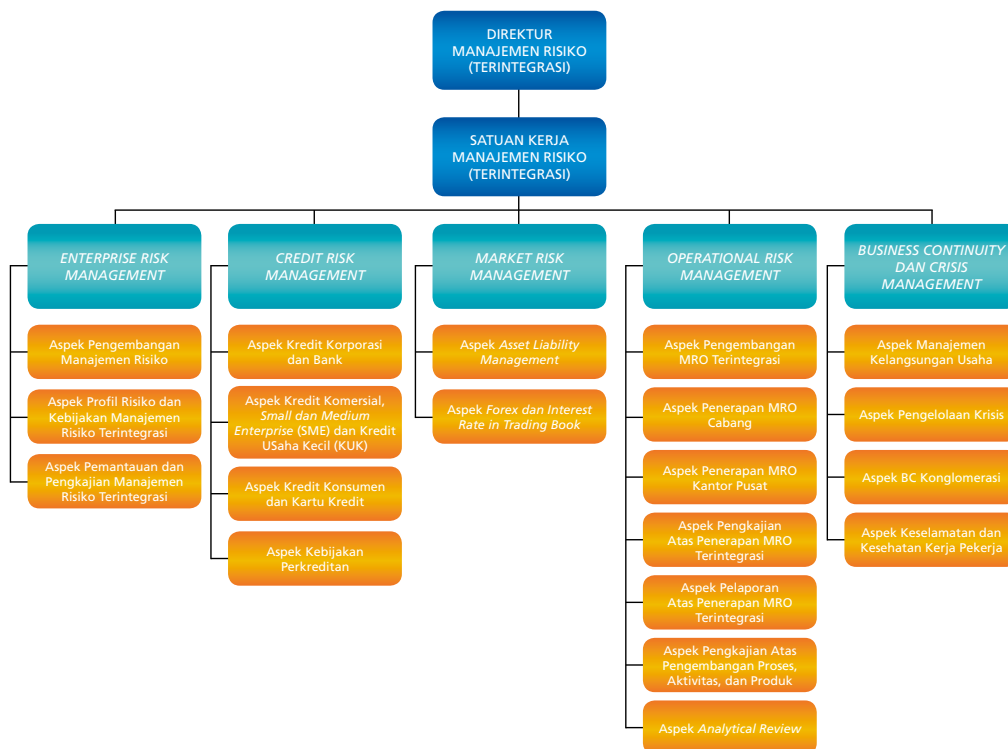 DIREKTUR
MANAJEMEN RISIKO
(TERINTEGRASI)
SATUAN KERJA
MANAJEMEN RISIKO
(TERINTEGRASI)
ENTERPRISE RISK
MANAGEMENT
Aspek Pengembangan
Manajemen Risiko
Aspek Profil Risiko dan
Kebijakan Manajemen
Risiko Terintegrasi
Aspek Pemantauan dan
Pengkajian Manajemen
Risiko Terintegrasi
CREDIT RISK
MANAGEMENT
Aspek Kredit Korporasi
dan Bank
Aspek Kredit Komersial,
Small dan Medium
Enterprise (SME) dan Kredit
USaha Kecil (KUK)
Aspek Kredit Konsumen
dan Kartu Kredit
Aspek Kebijakan
Perkreditan
MARKET RISK
MANAGEMENT
Aspek Asset Liability
Management
Aspek Forex dan Interest
Rate in Trading Book
OPERATIONAL RISK
MANAGEMENT
Aspek Pengembangan
MRO Terintegrasi
Aspek Penerapan MRO
Cabang
Aspek Penerapan MRO
Kantor Pusat
Aspek Pengkajian
Atas Penerapan MRO
Terintegrasi
Aspek Pelaporan
Atas Penerapan MRO
Terintegrasi
Aspek Pengkajian Atas
Pengembangan Proses,
Aktivitas, dan Produk
Aspek Analytical Review
BUSINESS CONTINUITY
DAN CRISIS
MANAGEMENT
Aspek Manajemen
Kelangsungan Usaha
Aspek Pengelolaan Krisis
Aspek BC Konglomerasi
Aspek Keselamatan dan
Kesehatan Kerja Pekerja